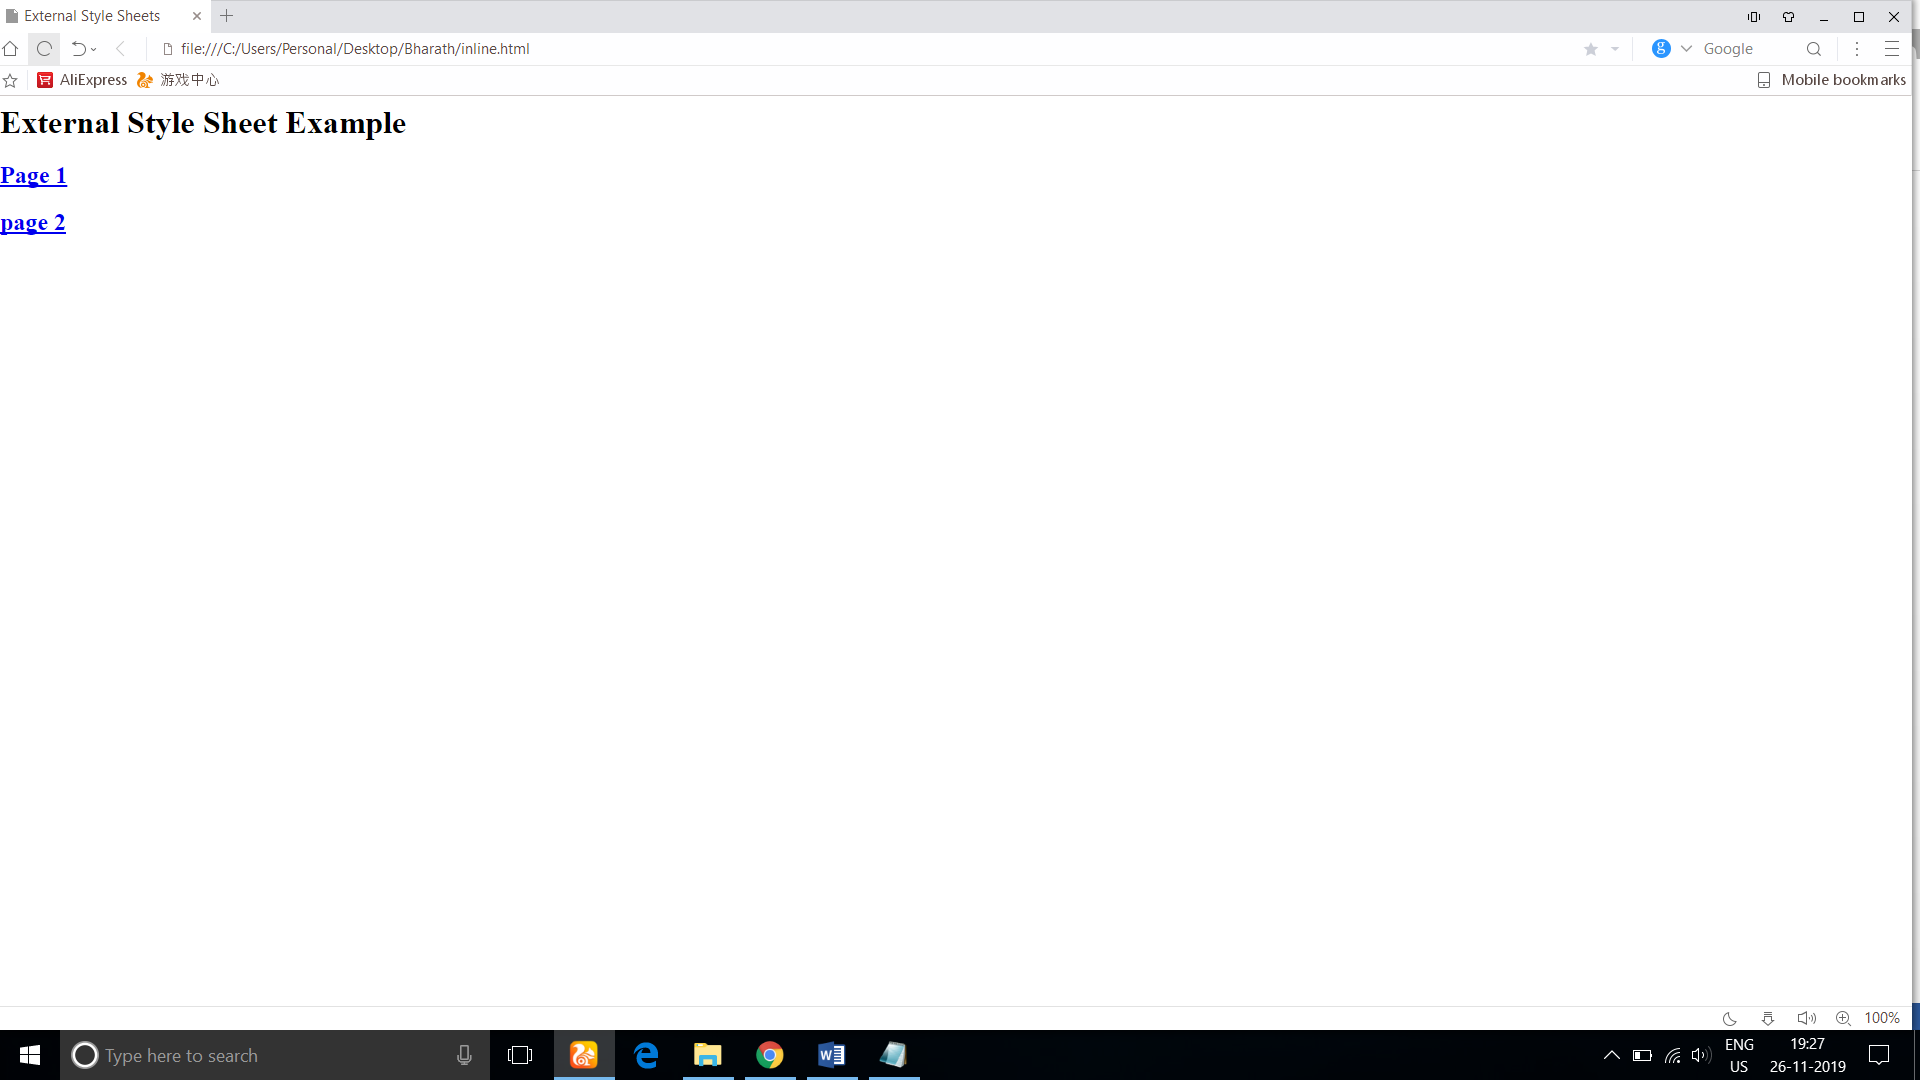 External Style Sheets
file:///C:/Users/Personal/Desktop/Bharath/inline.html
Google
AliExpress 游戏中心 Mobile bookmarks
External Style Sheet Example
Page 1
page 2
100%
Type here to search
ENG
US
19:27
26-11-2019